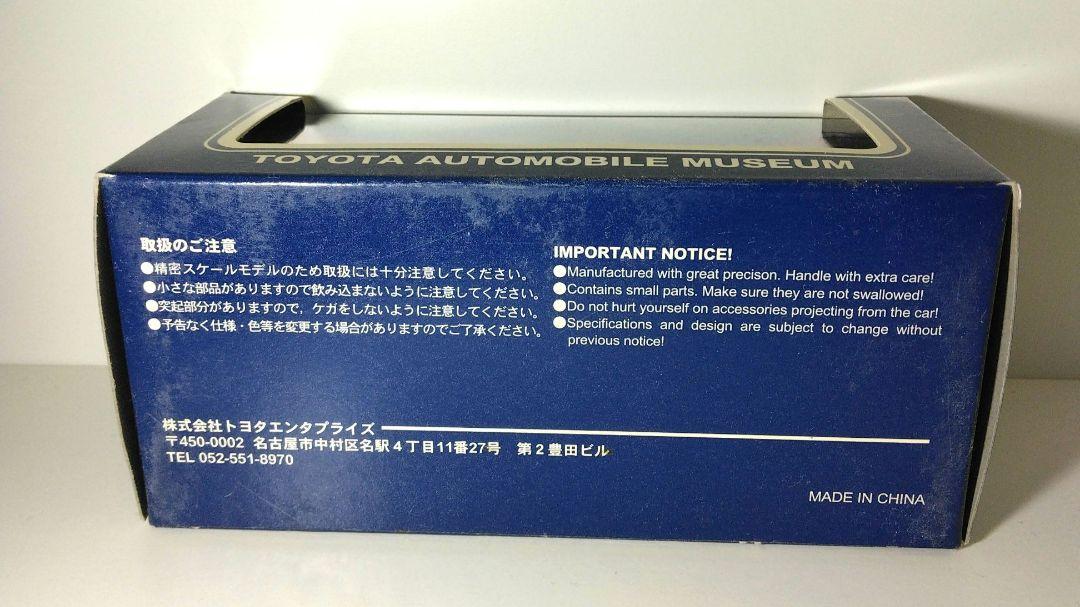 TOYOTA AUTOMOBILE MUSEUM
取扱のご注意
●精密スケールモデルのため取扱には十分注意してください。
●小さな部品がありますので飲み込まないように注意してください。
●突起部分がありますので，ケガをしないように注意してください。
●予告なく仕様・色等を変更する場合がありますのでご了承ください。
IMPORTANT NOTICE!
●Manufactured with great precison. Handle with extra care!
●Contains small parts. Make sure they are not swallowed!
●Do not hurt yourself on accessories projecting from the car!
●Specifications and design are subject to change without
previous notice!
株式会社トヨタエンタプライズ
〒450-0002 名古屋市中村区名駅4丁目11番27号 第2豊田ビル
TEL 052-551-8970
MADE IN CHINA